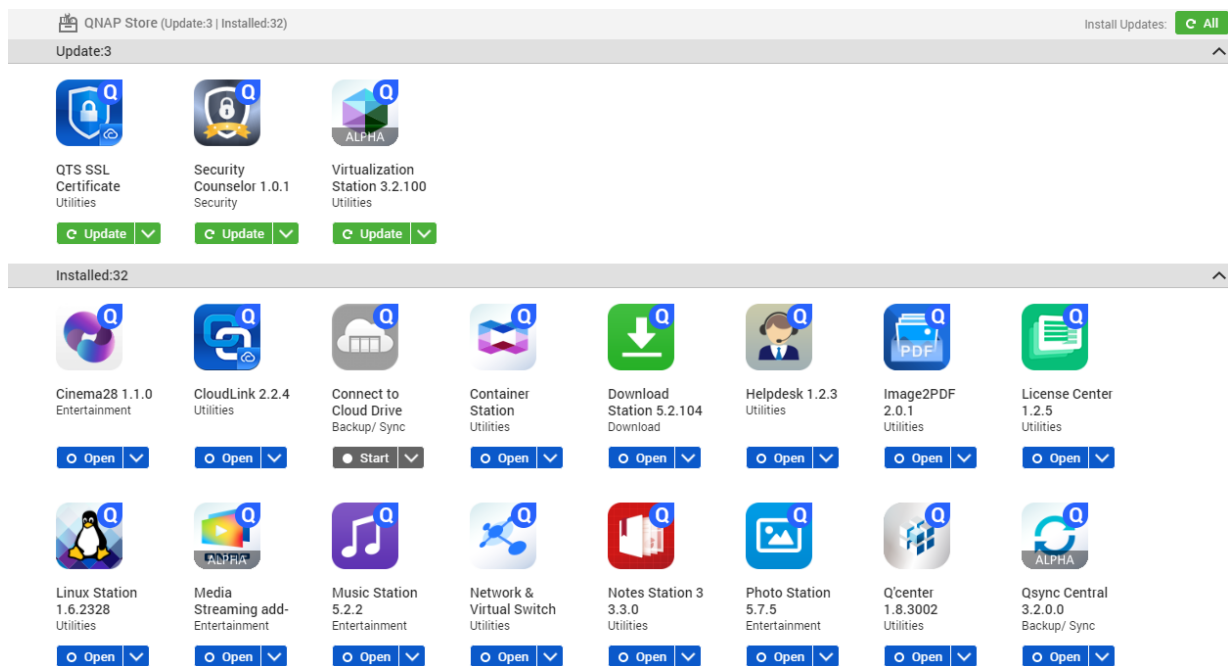 QNAP Store (Update:3 | Installed:32)
Install Updates:
All
Update:3
Q
Q
Q
ALPHA
QTS SSL
Certificate
Utilities
Security
Counselor 1.0.1
Security
Virtualization
Station 3.2.100
Utilities
Update
Update
Update
Installed:32
Q
Q
Q
Q
Q
Q
Q
PDF
Q
Cinema28 1.1.0
Entertainment
CloudLink 2.2.4
Utilities
Connect to
Cloud Drive
Backup/ Sync
Container
Station
Utilities
Download
Station 5.2.104
Download
Helpdesk 1.2.3
Utilities
Image2PDF
2.0.1
Utilities
License Center
1.2.5
Utilities
Open
Open
Start
Open
Open
Open
Open
Open
Q
Q
ALPHA
Q
Q
Q
Q
Q
Q
ALPHA
Linux Station
1.6.2328
Utilities
Media
Streaming add-
Entertainment
Music Station
5.2.2
Entertainment
Network &
Virtual Switch
Utilities
Notes Station 3
3.3.0
Utilities
Photo Station
5.7.5
Entertainment
Q'center
1.8.3002
Utilities
Qsync Central
3.2.0.0
Backup/ Sync
Open
Open
Open
Open
Open
Open
Open
Open